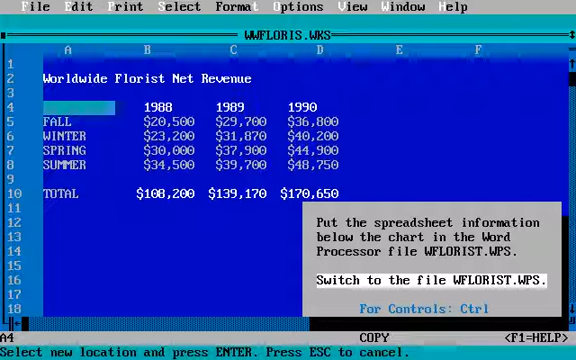 File Edit Print Select Format Options View Window Help
WWFLORIS.WKS
A B C D E F
1
2 Worldwide Florist Net Revenue
3
4 1988 1989 1990
5 FALL $20,500 $29,700 $36,800
6 WINTER $23,200 $31,870 $40,200
7 SPRING $30,000 $37,900 $44,900
8 SUMMER $34,500 $39,700 $48,750
9
10 TOTAL $108,200 $139,170 $170,650
11
12
13
14
15
16
17
18
Put the spreadsheet information
below the chart in the Word
Processor file WFLORIST.WPS.
Switch to the file WFLORIST.WPS.
For Controls: Ctrl
A4 COPY <F1=HELP>
Select new location and press ENTER. Press ESC to cancel.